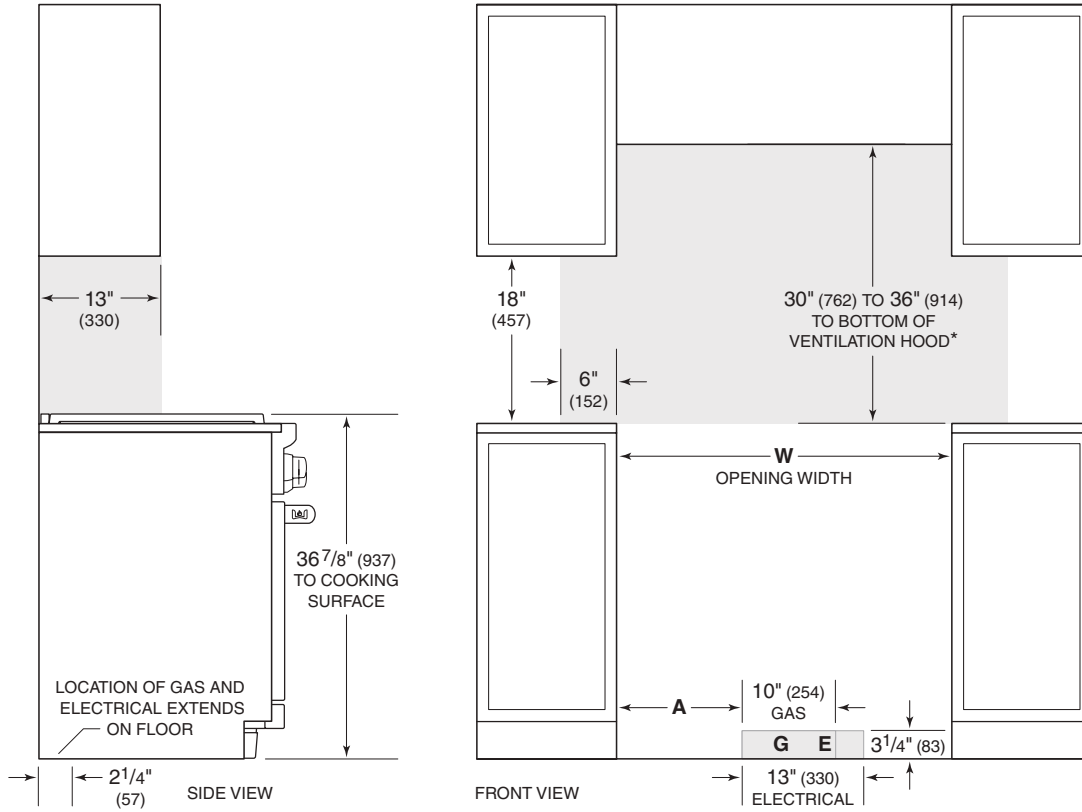 13"
(330)
36 7/8" (937)
TO COOKING
SURFACE
LOCATION OF GAS AND
ELECTRICAL EXTENDS
ON FLOOR
2 1/4"
(57)
SIDE VIEW
18"
(457)
6"
(152)
30" (762) TO 36" (914)
TO BOTTOM OF
VENTILATION HOOD*
W
OPENING WIDTH
A
10" (254)
GAS
G E
3 1/4" (83)
13" (330)
ELECTRICAL
FRONT VIEW